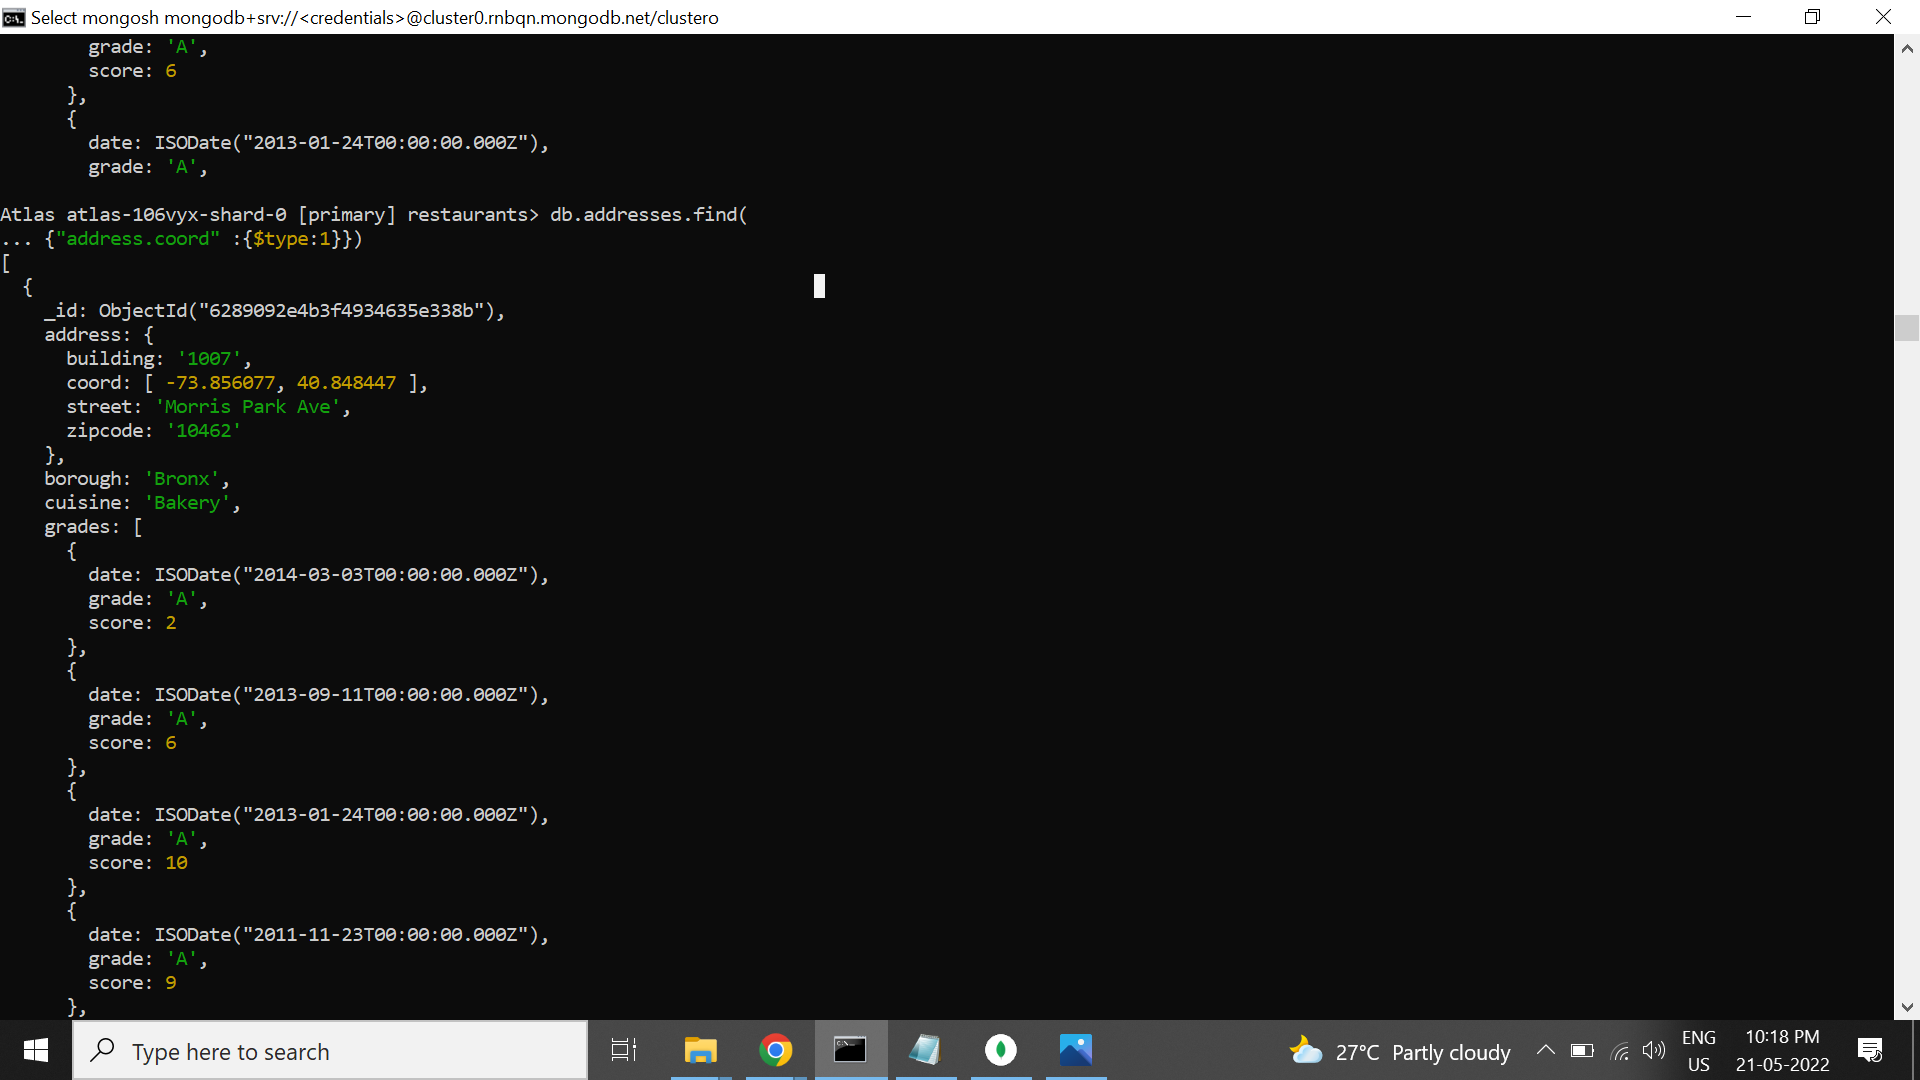 Select mongosh mongodb+srv://<credentials>@cluster0.rnbqn.mongodb.net/clustero
grade: 'A',
score: 6
},
{
date: ISODate("2013-01-24T00:00:00.000Z"),
grade: 'A',
Atlas atlas-106vyx-shard-0 [primary] restaurants> db.addresses.find(
... {"address.coord" :{$type:1}})
[
{
_id: ObjectId("6289092e4b3f4934635e338b"),
address: {
building: '1007',
coord: [ -73.856077, 40.848447 ],
street: 'Morris Park Ave',
zipcode: '10462'
},
borough: 'Bronx',
cuisine: 'Bakery',
grades: [
{
date: ISODate("2014-03-03T00:00:00.000Z"),
grade: 'A',
score: 2
},
{
date: ISODate("2013-09-11T00:00:00.000Z"),
grade: 'A',
score: 6
},
{
date: ISODate("2013-01-24T00:00:00.000Z"),
grade: 'A',
score: 10
},
{
date: ISODate("2011-11-23T00:00:00.000Z"),
grade: 'A',
score: 9
},
Type here to search
27°C Partly cloudy
ENG
US
10:18 PM
21-05-2022